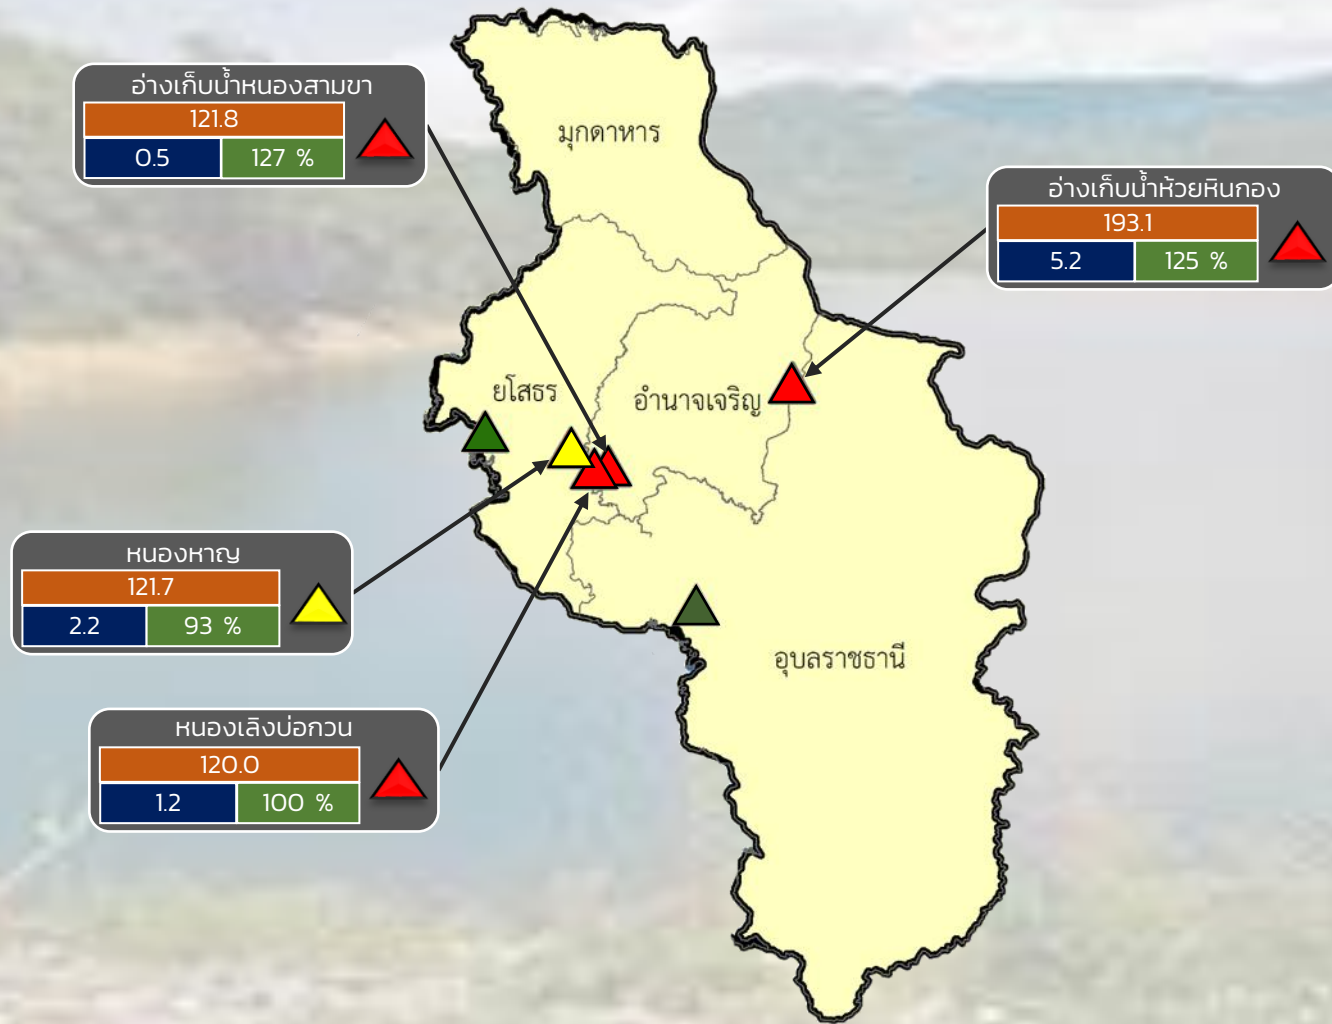 อ่างเก็บน้ำหนองสามขา
121.8
0.5 127 %
มุกดาหาร
อ่างเก็บน้ำห้วยหินกอง
193.1
5.2 125 %
ยโสธร
อำนาจเจริญ
หนองหาญ
121.7
2.2 93 %
อุบลราชธานี
หนองเลิงบ่อกวน
120.0
1.2 100 %